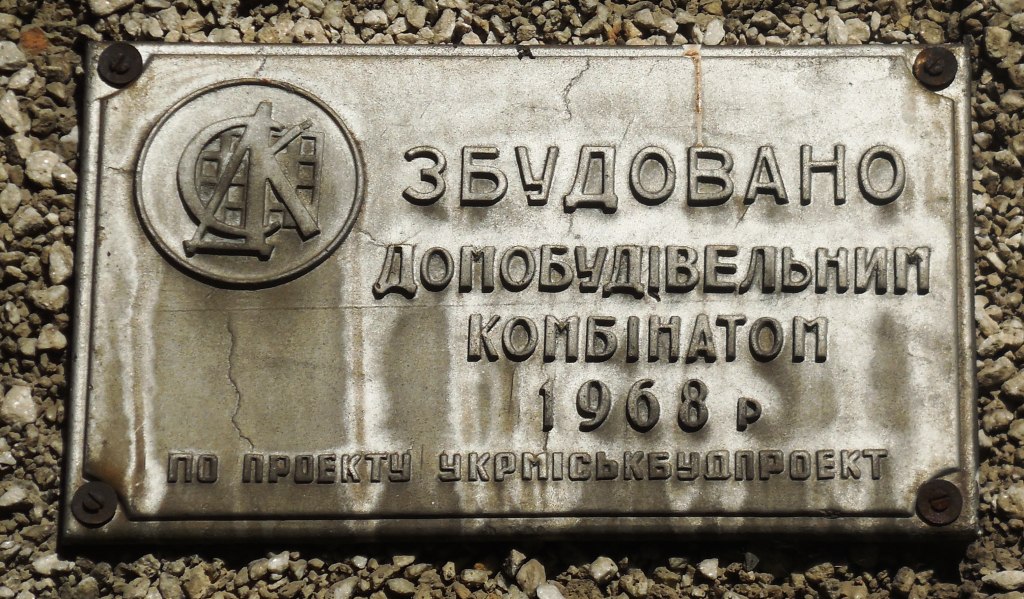 ЗБУДОВАНО
ДОМОБУДІВЕЛЬНИМ
КОМБІНАТОМ
1968 р
ПО ПРОЕКТУ УКРМІСЬКБУДПРОЕКТ